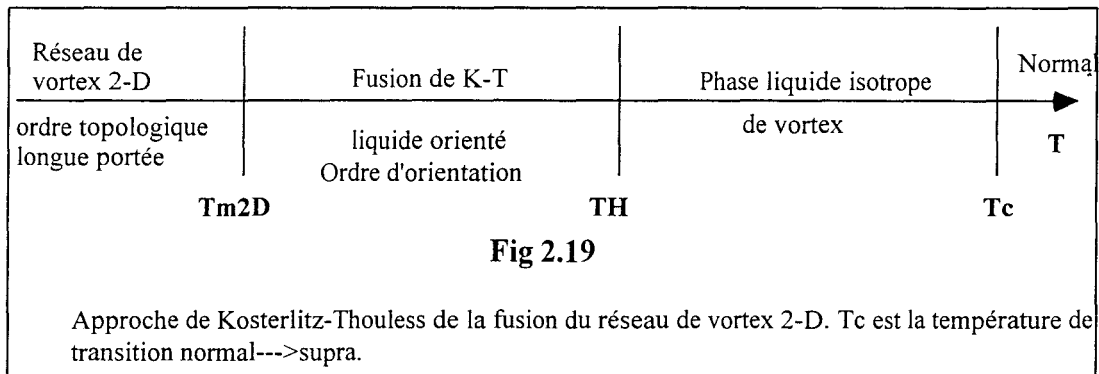 Réseau de
vortex 2-D
Fusion de K-T
Phase liquide isotrope
Normal
ordre topologique
longue portée
liquide orienté
Ordre d'orientation
de vortex
T
Tm2D
TH
Tc
Fig 2.19
Approche de Kosterlitz-Thouless de la fusion du réseau de vortex 2-D. Tc est la température de
transition normal--->supra.